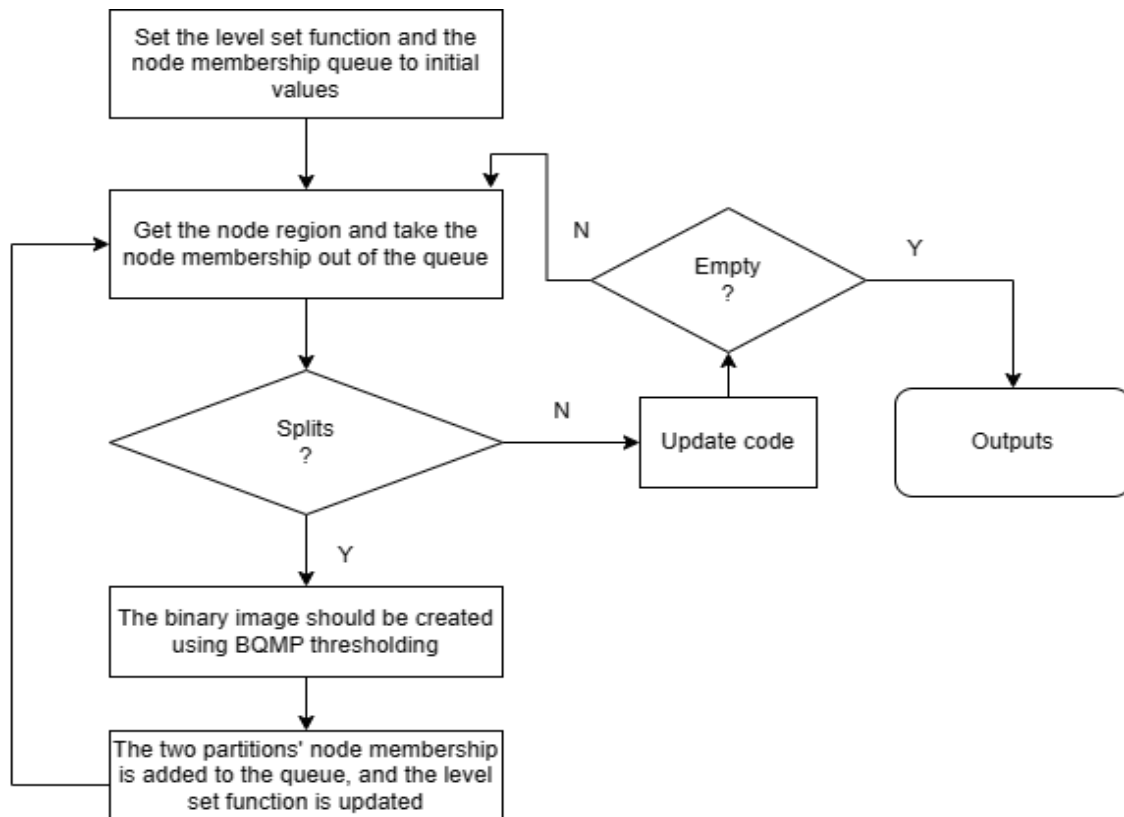 Set the level set function and the
node membership queue to initial
values
Get the node region and take the
node membership out of the queue
N
Empty
?
Y
Splits
?
N
Update code
Outputs
Y
The binary image should be created
using BQMP thresholding
The two partitions' node membership
is added to the queue, and the level
set function is updated